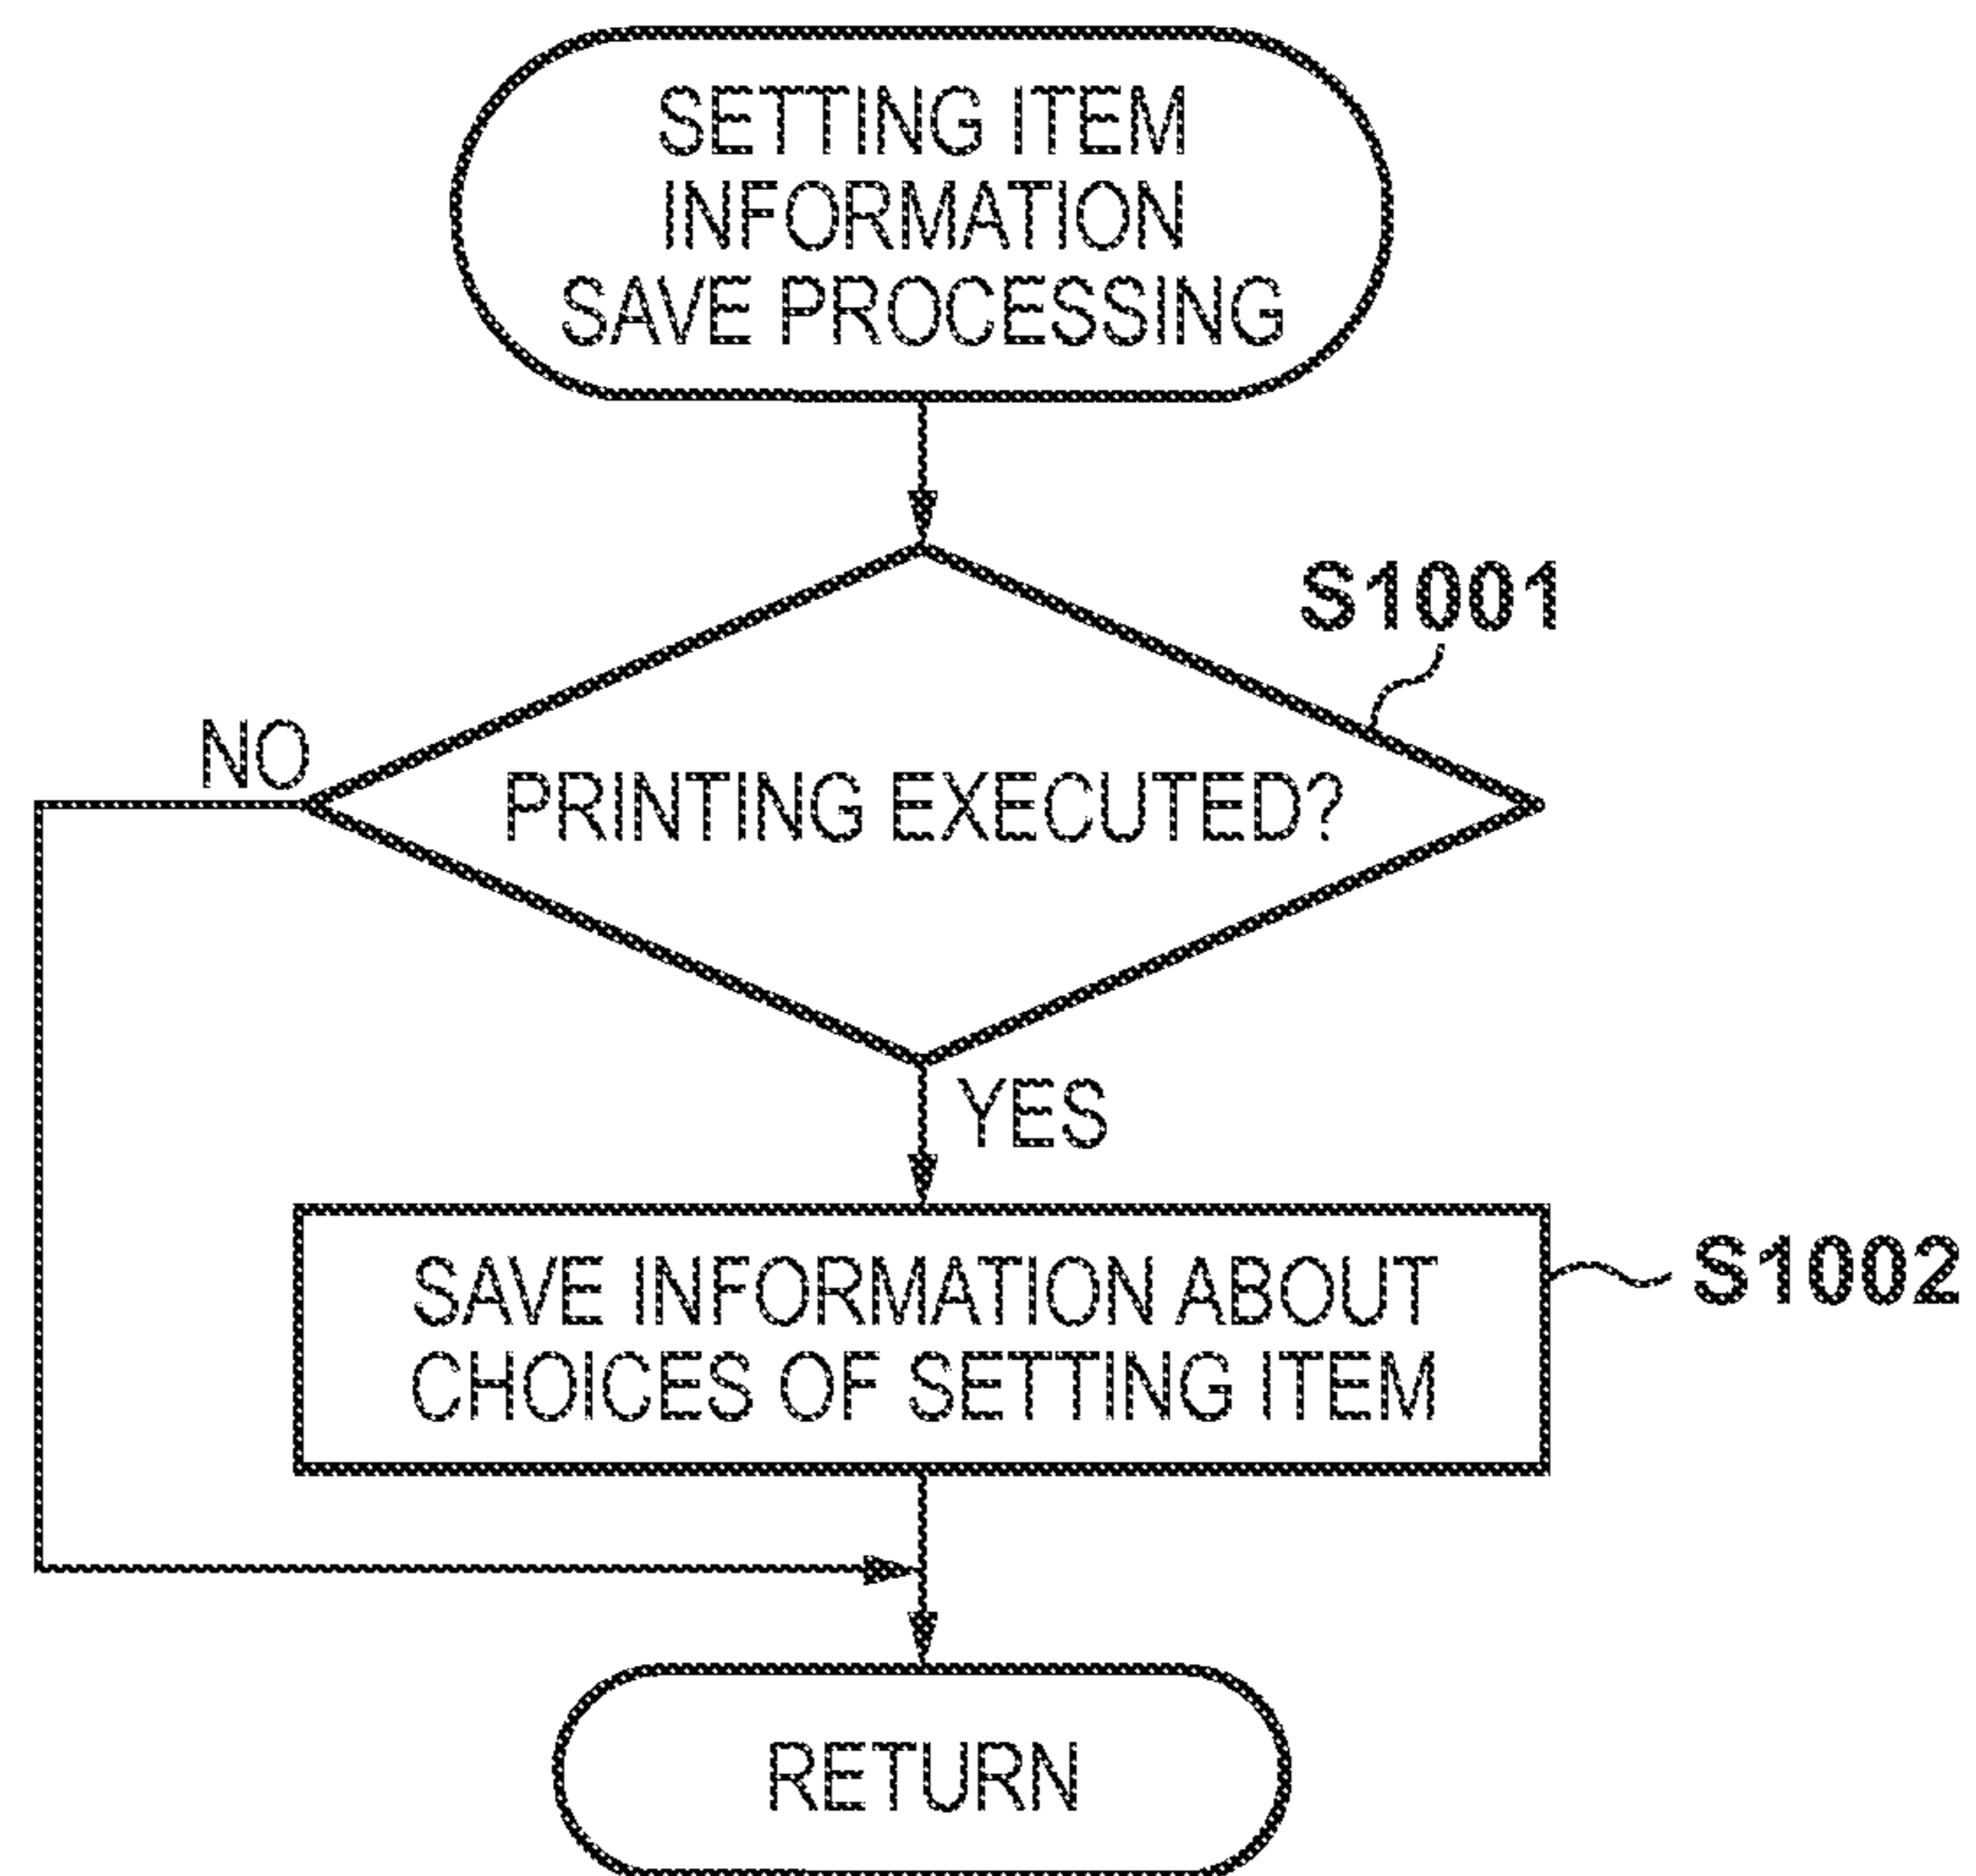 SETTING ITEM
INFORMATION
SAVE PROCESSING
S1001
NO
PRINTING EXECUTED?
YES
SAVE INFORMATION ABOUT
CHOICES OF SETTING ITEM
S1002
RETURN